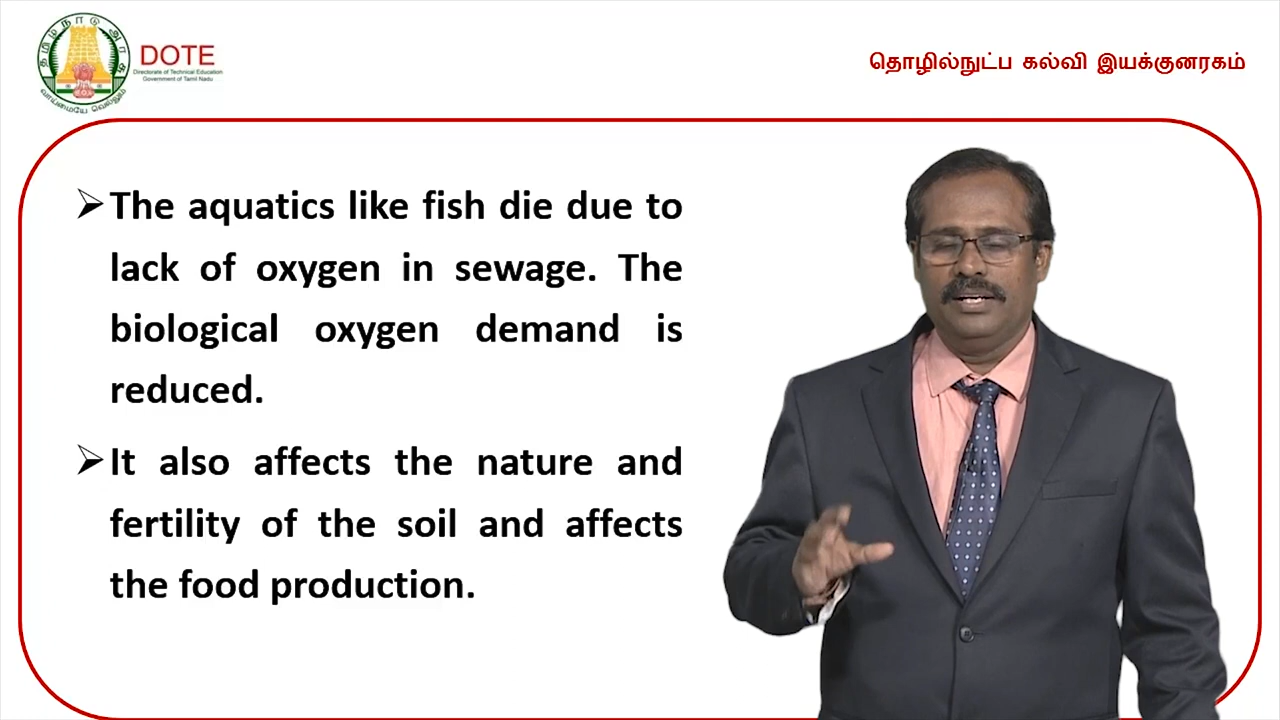 தமிழ்நாடு அரசு
வாய்மையே வெல்லும்
DOTE
Directorate of Technical Education
Government of Tamil Nadu
தொழில்நுட்ப கல்வி இயக்குனரகம்
The aquatics like fish die due to
lack of oxygen in sewage. The
biological oxygen demand is
reduced.
It also affects the nature and
fertility of the soil and affects
the food production.